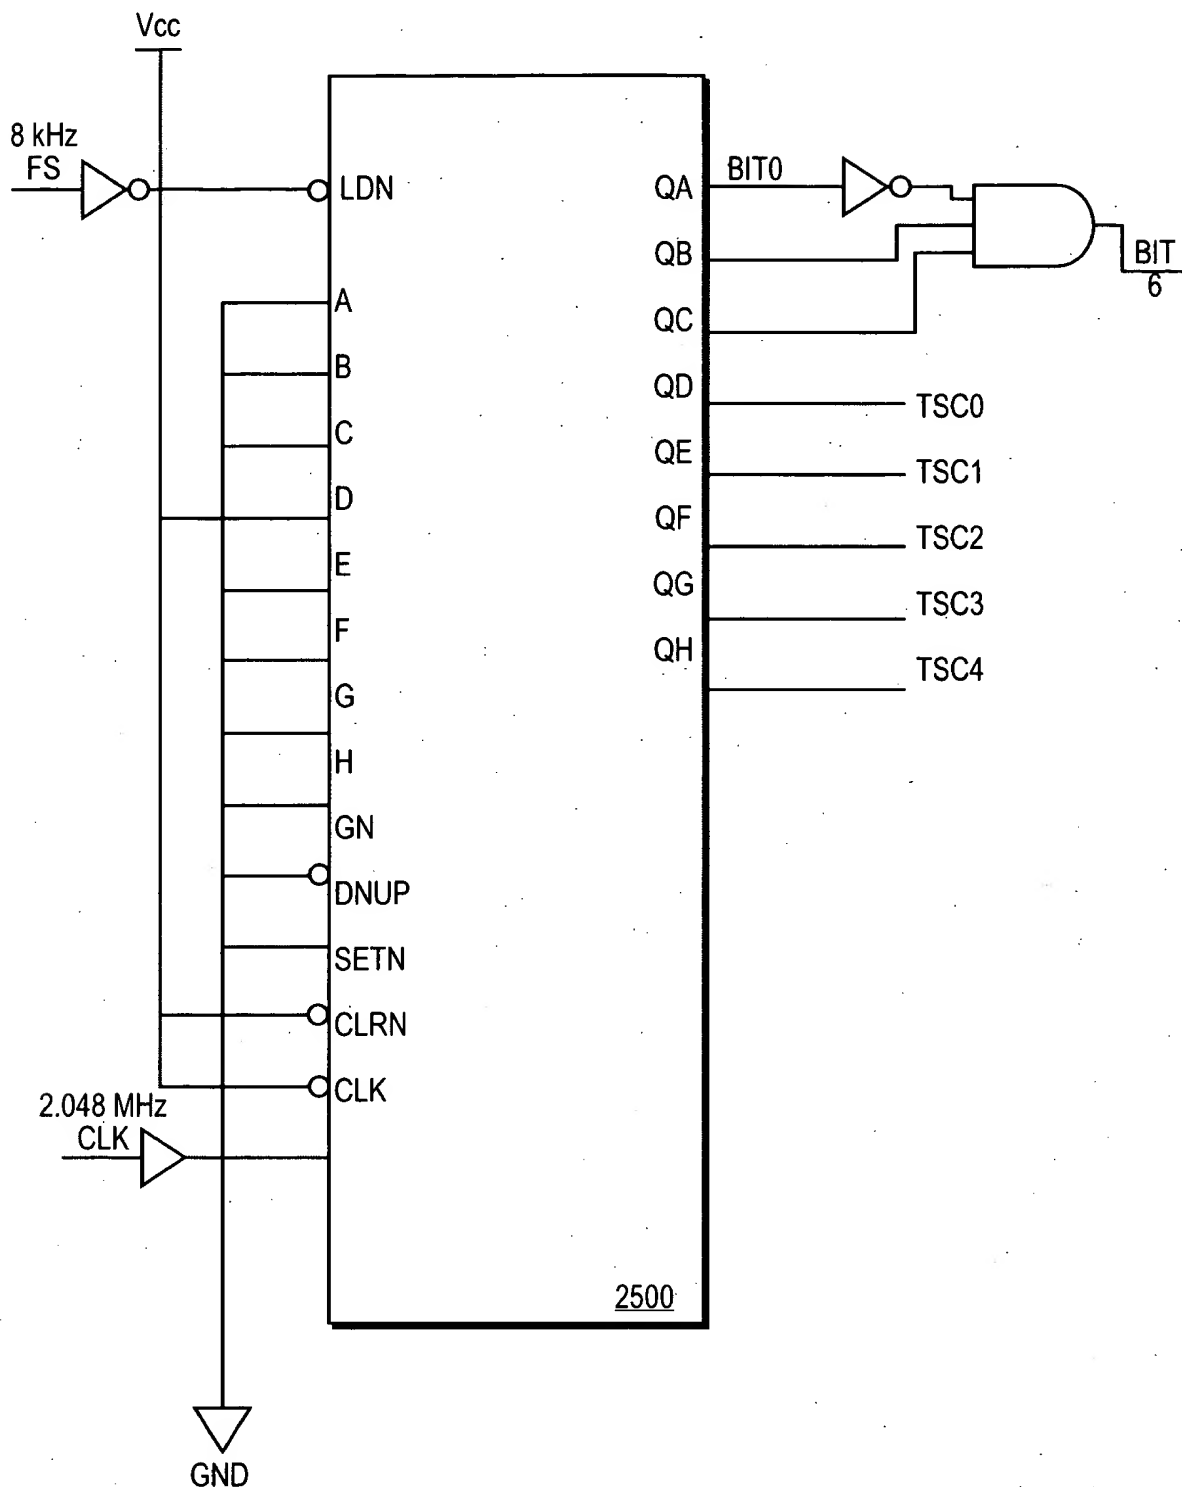 Vcc
8 kHz
FS
LDN
A
B
C
D
E
F
G
H
GN
DNUP
SETN
CLRN
CLK
2.048 MHz
CLK
GND
QA
QB
QC
QD
QE
QF
QG
QH
BIT0
BIT
6
TSC0
TSC1
TSC2
TSC3
TSC4
2500